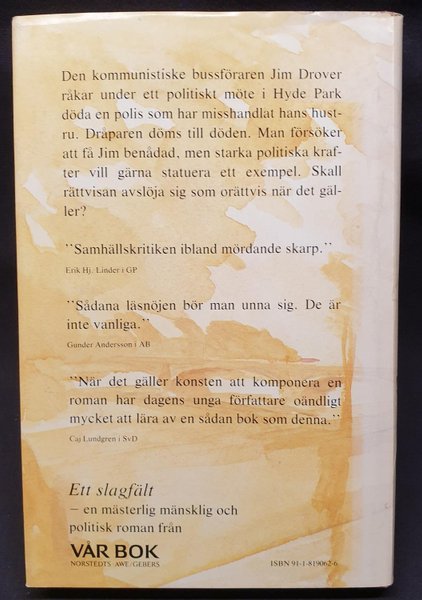 Den kommunistiske bussföraren Jim Drover
råkar under ett politiskt möte i Hyde Park
döda en polis som har misshandlat hans hust-
ru. Dråparen döms till döden. Man försöker
att få Jim benådad, men starka politiska kraf-
ter vill gärna statuera ett exempel. Skall
rättvisan avslöja sig som orättvis när det gäl-
ler?
"Samhällskritiken ibland mördande skarp."
Erik Hj. Linder i GP
"Sådana läsnöjen bör man unna sig. De är
inte vanliga."
Gunder Andersson i AB
"När det gäller konsten att komponera en
roman har dagens unga författare oändligt
mycket att lära av en sådan bok som denna."
Caj Lundgren i SvD
Ett slagfält
– en mästerlig mänsklig och
politisk roman från
VÅR BOK
NORSTEDTS /AWE/GEBERS
ISBN 91-1-819062-6